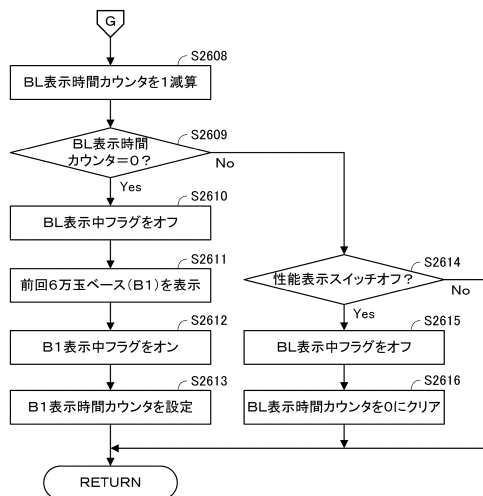 G
S2608
BL表示時間カウンタを1減算
S2609
BL表示時間
カウンタ=0?
No
Yes
S2610
BL表示中フラグをオフ
S2611
前回6万玉ベース(B1)を表示
S2612
B1表示中フラグをオン
S2613
B1表示時間カウンタを設定
S2614
性能表示スイッチオフ?
No
Yes
S2615
BL表示中フラグをオフ
S2616
BL表示時間カウンタを0にクリア
RETURN